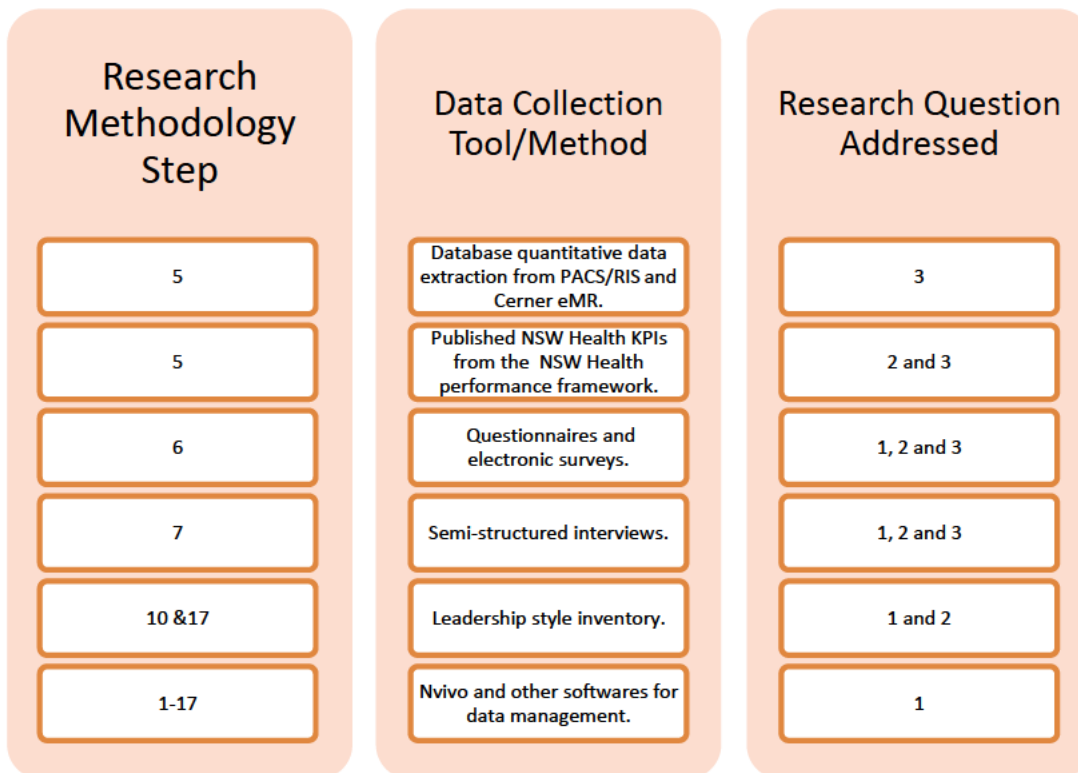 Research
Methodology
Step
5
5
6
7
10 &17
1-17
Data Collection
Tool/Method
Database quantitative data
extraction from PACS/RIS and
Cerner eMR.
Published NSW Health KPIs
from the NSW Health
performance framework.
Questionnaires and
electronic surveys.
Semi-structured interviews.
Leadership style inventory.
Nvivo and other softwares for
data management.
Research Question
Addressed
3
2 and 3
1, 2 and 3
1, 2 and 3
1 and 2
1